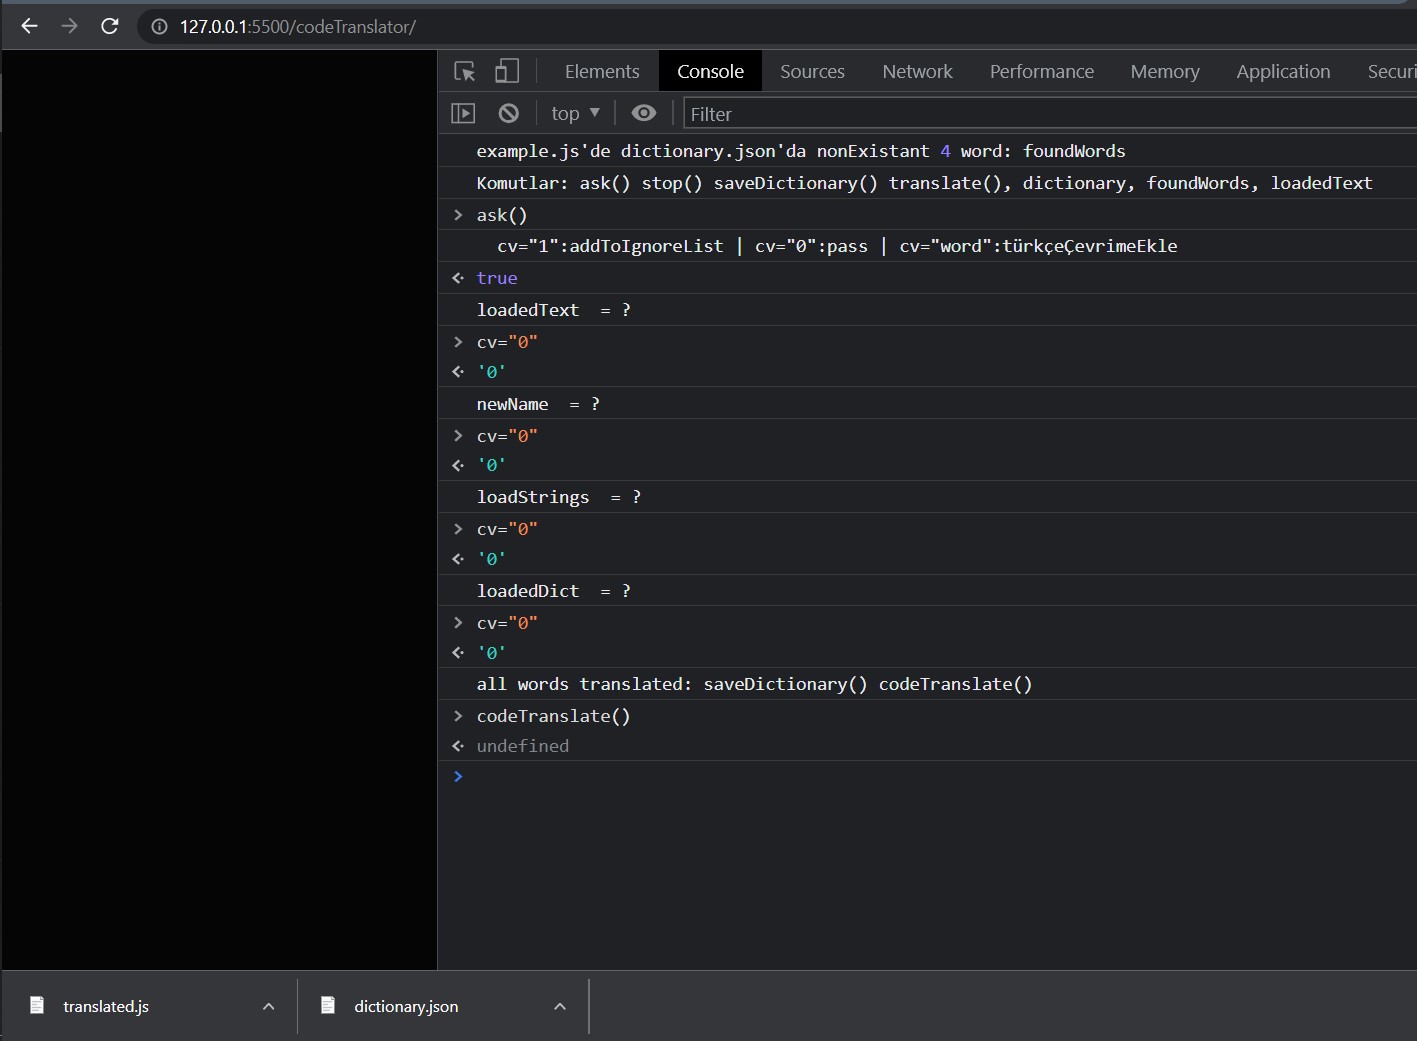 127.0.0.1:5500/codeTranslator/
Elements Console Sources Network Performance Memory Application Securi
top ▼ Filter
example.js'de dictionary.json'da nonExistant 4 word: foundWords
Komutlar: ask() stop() saveDictionary() translate(), dictionary, foundWords, loadedText
> ask()
cv="1":addToIgnoreList | cv="0":pass | cv="word":türkçeÇevrimeEkle
true
loadedText = ?
> cv="0"
'0'
newName = ?
> cv="0"
'0'
loadStrings = ?
> cv="0"
'0'
loadedDict = ?
> cv="0"
'0'
all words translated: saveDictionary() codeTranslate()
> codeTranslate()
undefined
>
translated.js dictionary.json